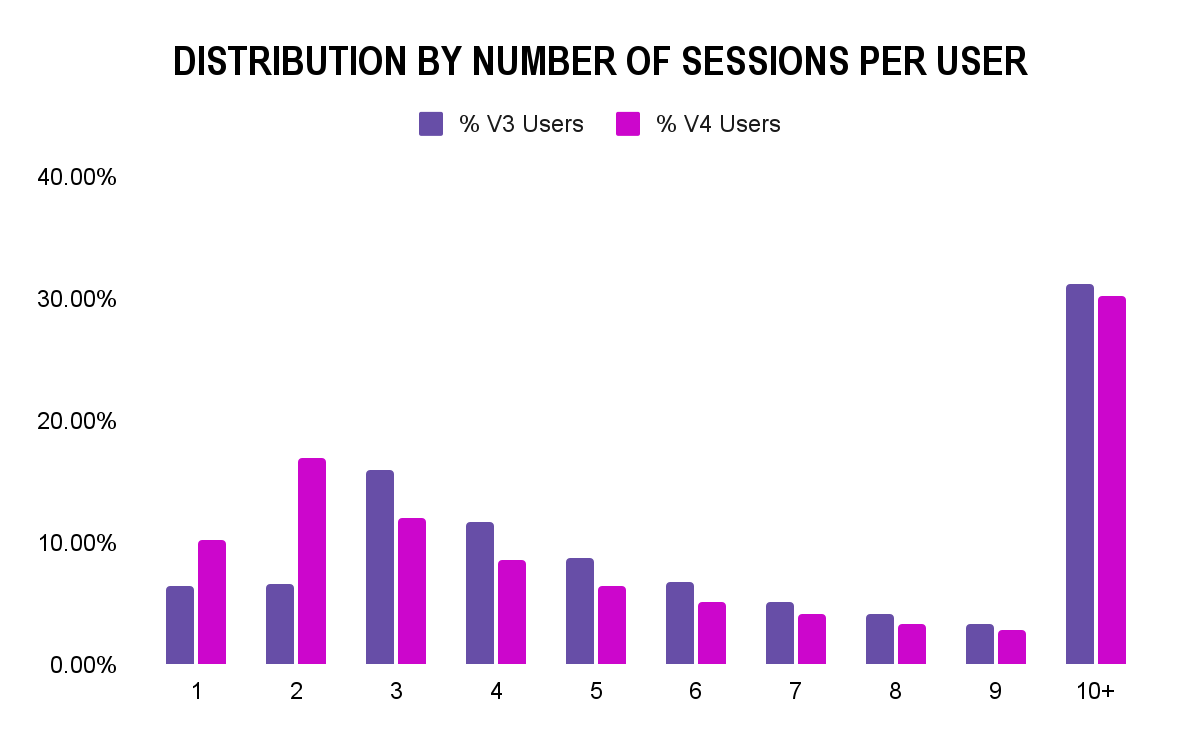 DISTRIBUTION BY NUMBER OF SESSIONS PER USER
% V3 Users % V4 Users
40.00%
30.00%
20.00%
10.00%
0.00%
1 2 3 4 5 6 7 8 9 10+